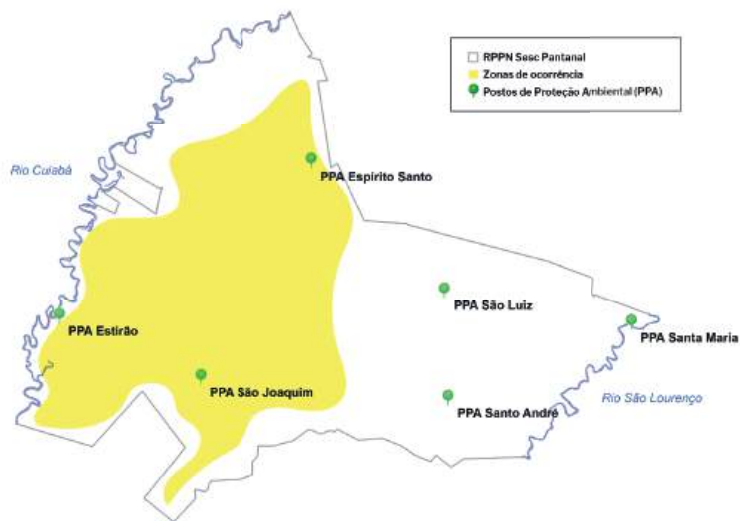 RPPN Sesc Pantanal
Zonas de ocorrência
Postos de Proteção Ambiental (PPA)
Rio Cuiabá
PPA Espírito Santo
PPA São Luiz
PPA Estirão
PPA Santa Maria
PPA São Joaquim
PPA Santo André
Rio São Lourenço